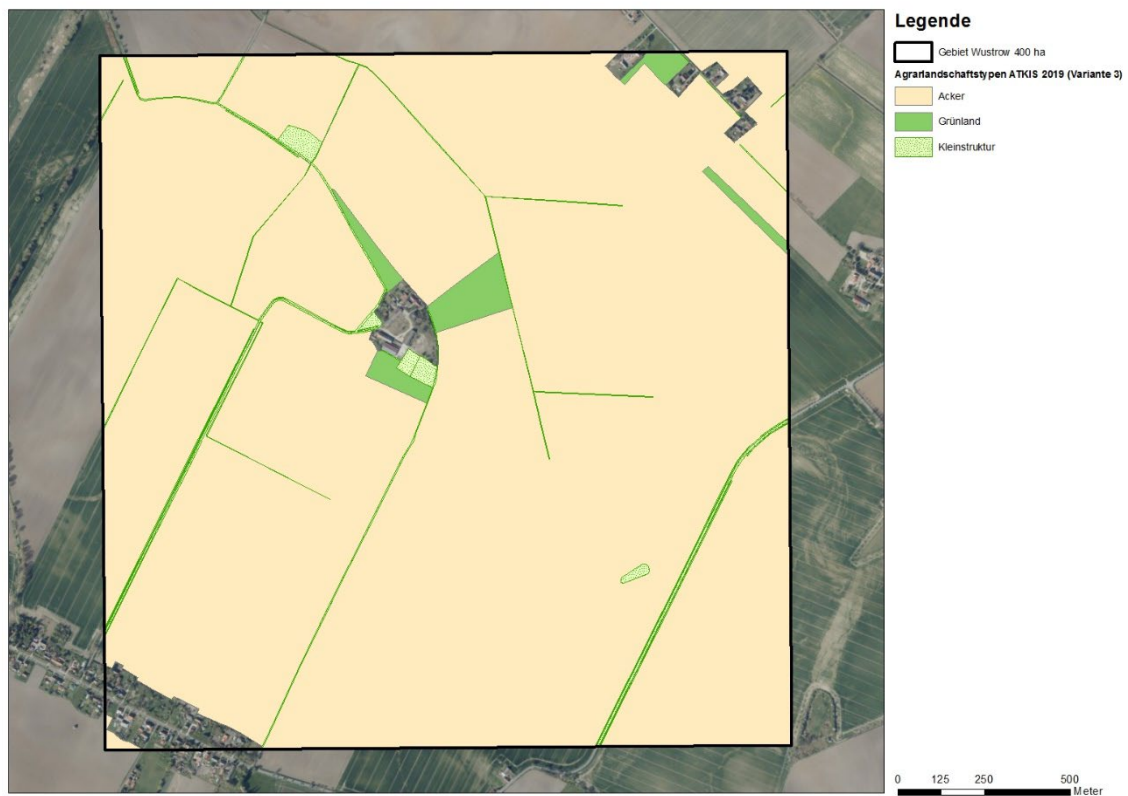 Legende
Gebiet Wustrow 400 ha
Agrarlandschaftstypen ATKIS 2019 (Variante 3)
Acker
Grünland
Kleinstruktur
0 125 250 500
Meter